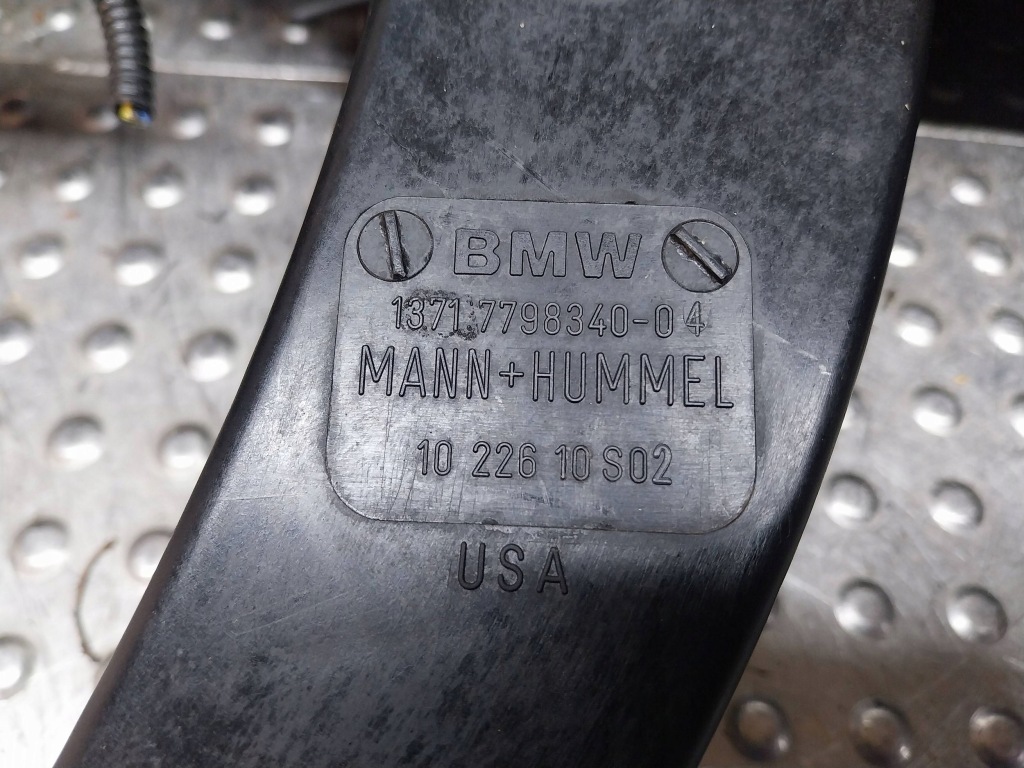 BMW
1371 7798340-04
MANN+HUMMEL
10 226 10 S02
USA